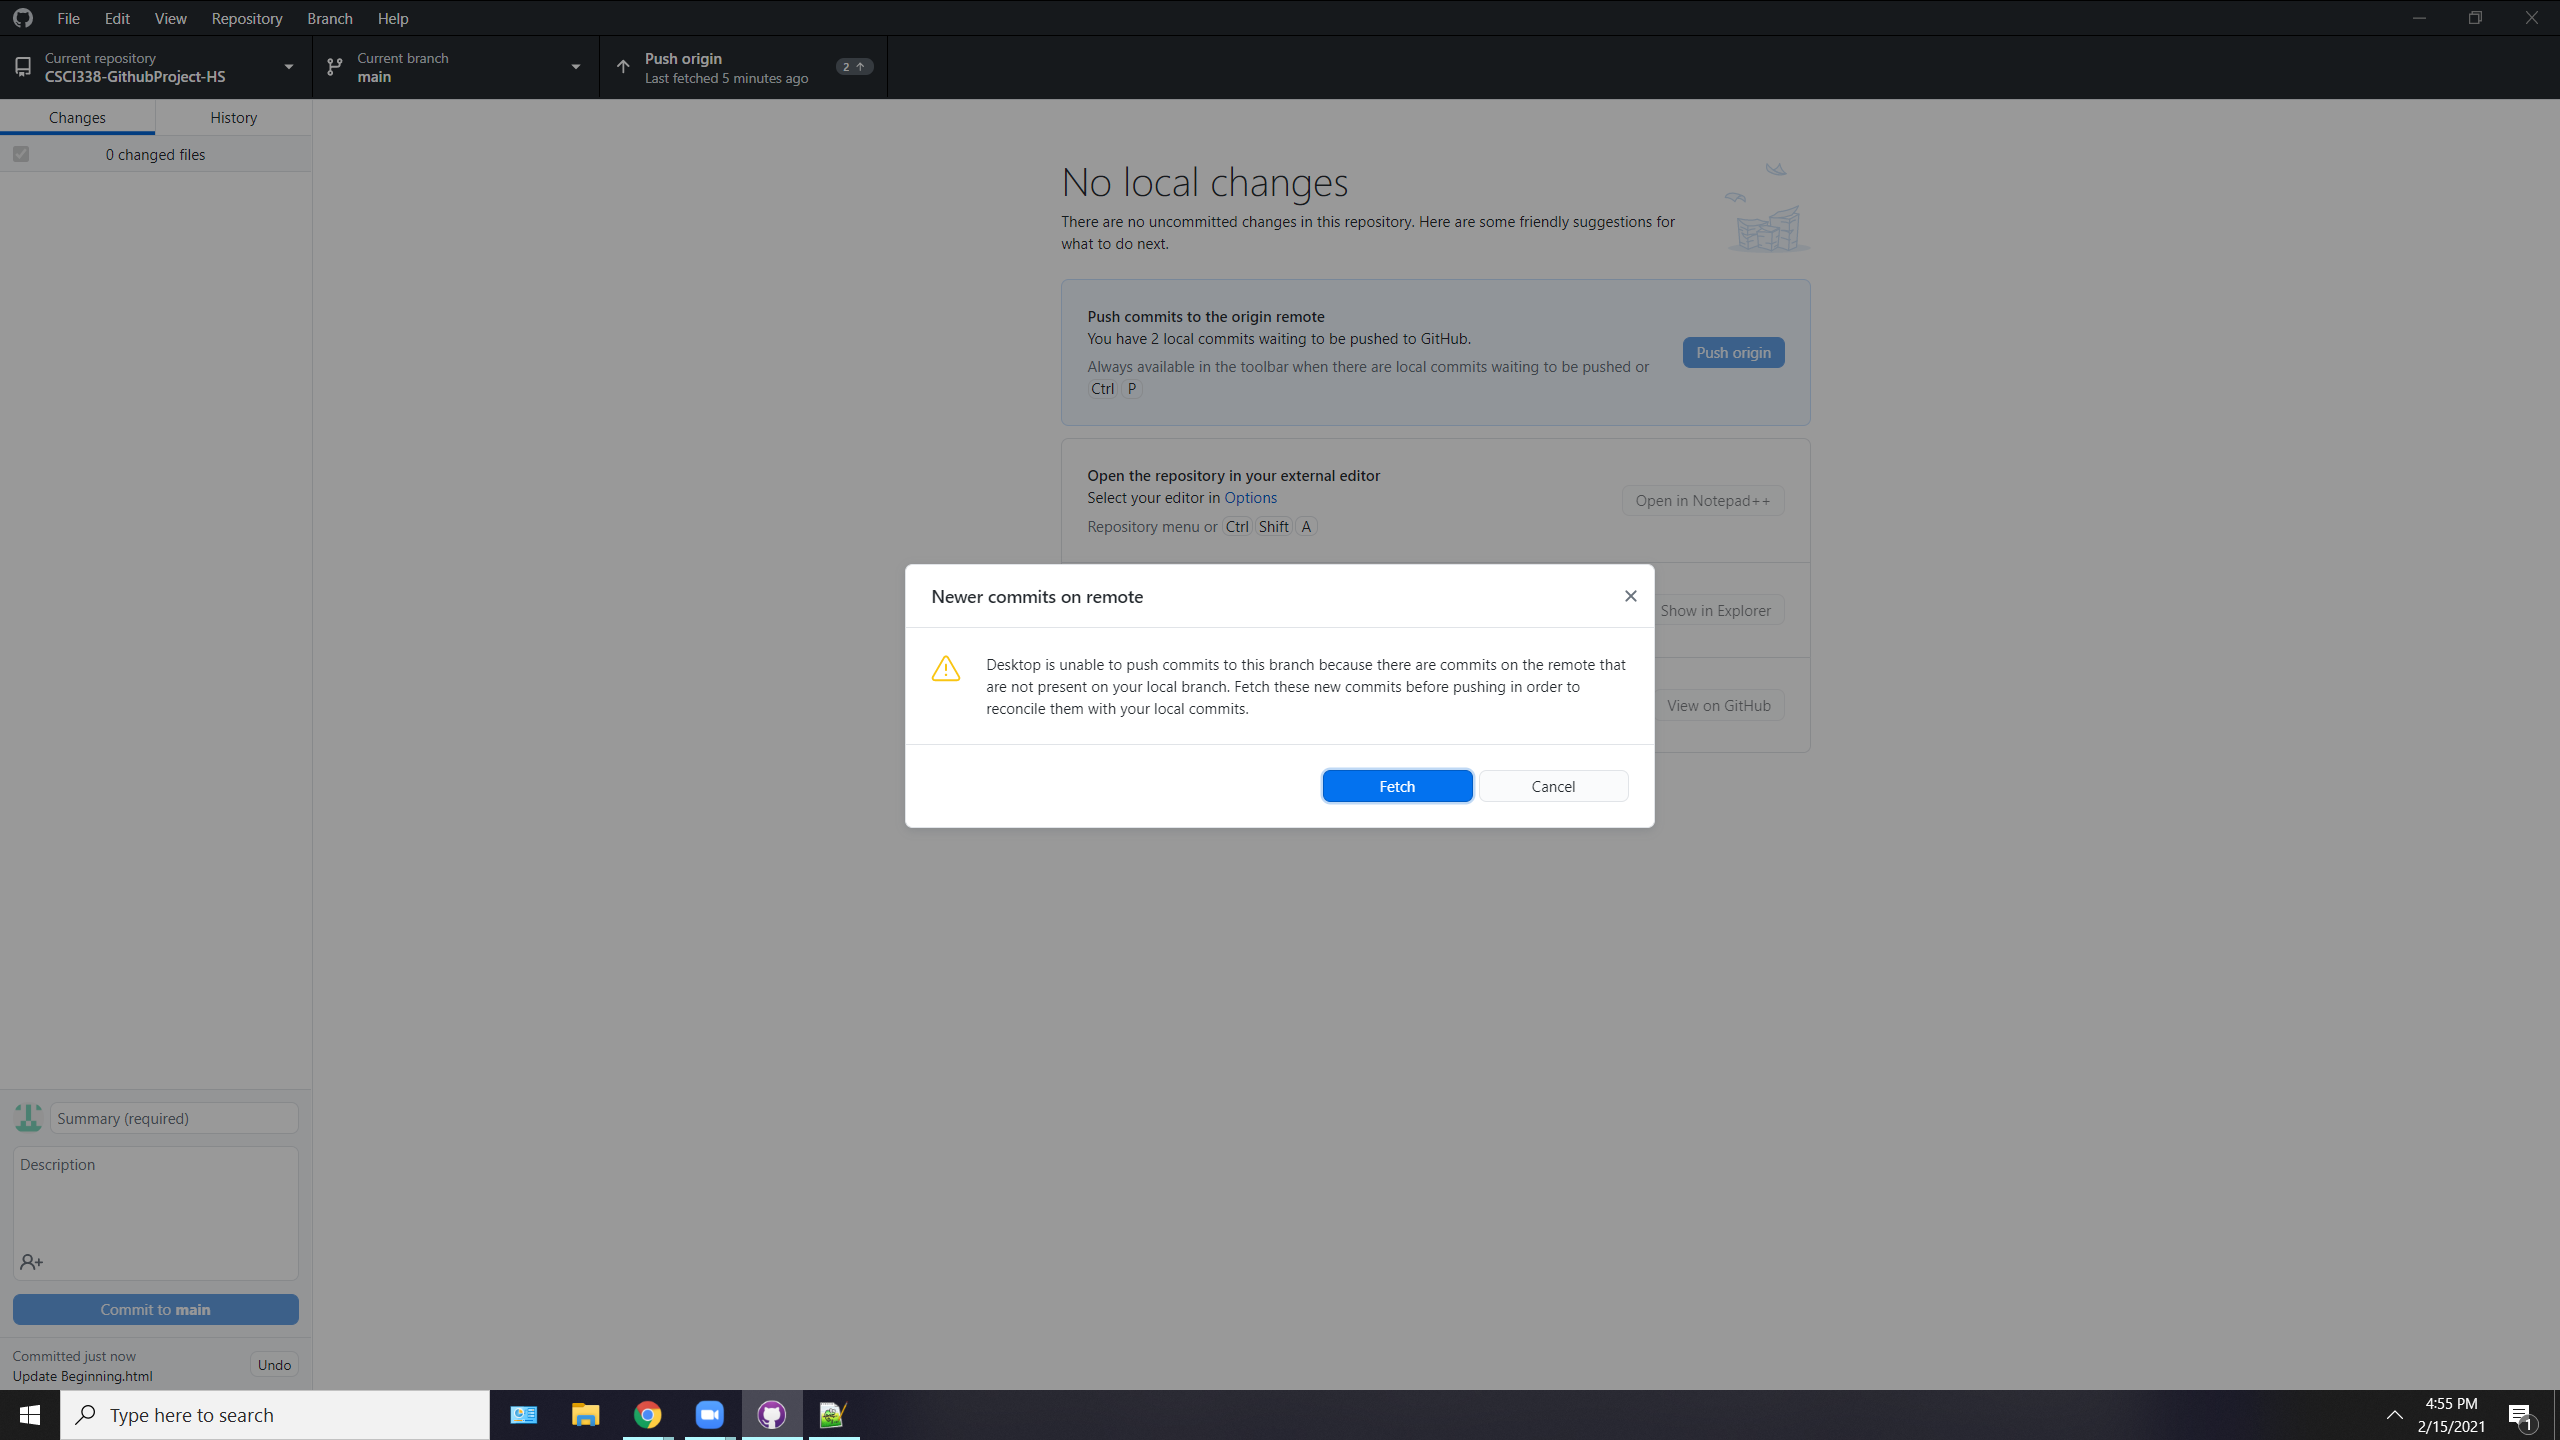 File Edit View Repository Branch Help
Current repository
CSCI338-GithubProject-HS
Current branch
main
Push origin
Last fetched 5 minutes ago
2
Changes History
0 changed files
No local changes
There are no uncommitted changes in this repository. Here are some friendly suggestions for
what to do next.
Push commits to the origin remote
You have 2 local commits waiting to be pushed to GitHub.
Always available in the toolbar when there are local commits waiting to be pushed or
Ctrl P
Push origin
Open the repository in your external editor
Select your editor in Options
Repository menu or Ctrl Shift A
Open in Notepad++
Show in Explorer
View on GitHub
Newer commits on remote
Desktop is unable to push commits to this branch because there are commits on the remote that
are not present on your local branch. Fetch these new commits before pushing in order to
reconcile them with your local commits.
Fetch Cancel
Summary (required)
Description
Commit to main
Committed just now
Update Beginning.html
Undo
Type here to search
4:55 PM
2/15/2021
1